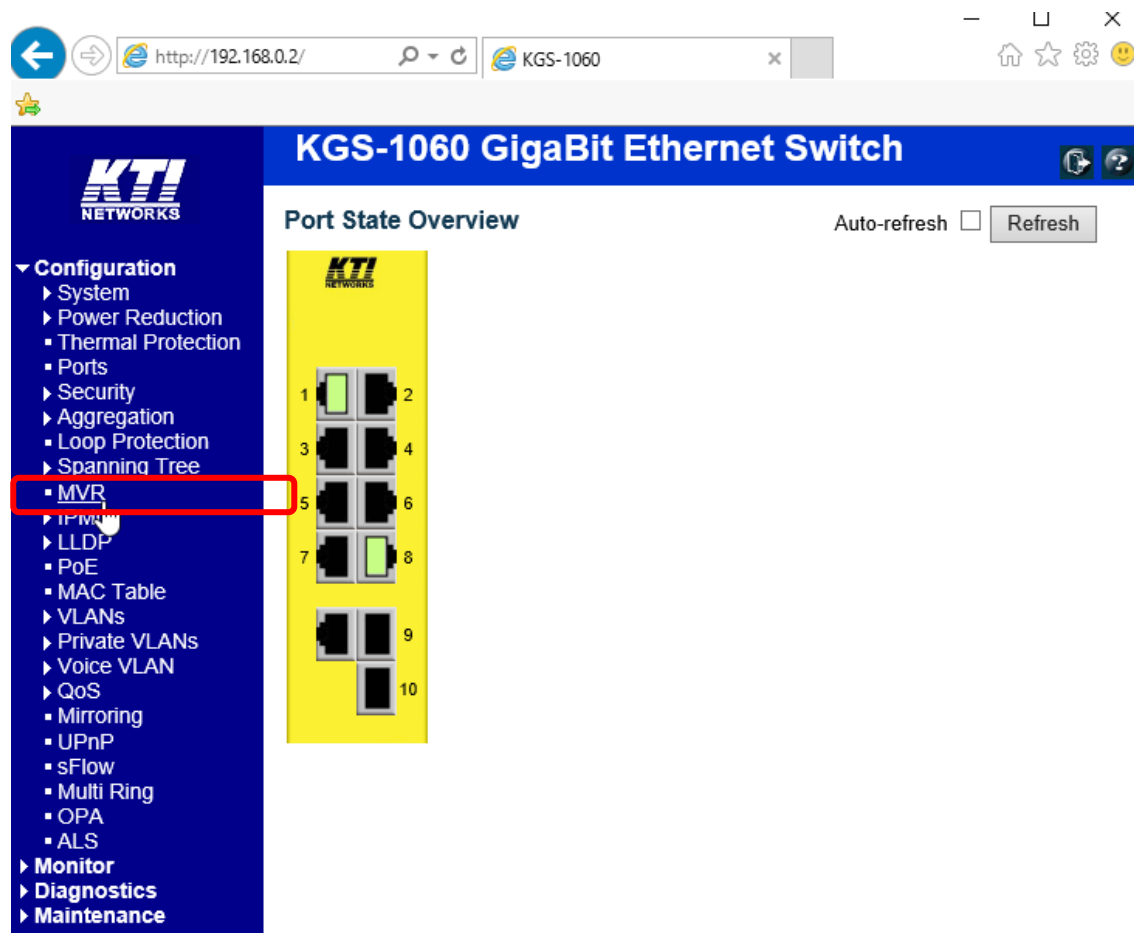 http://192.168.0.2/
KGS-1060
KGS-1060 GigaBit Ethernet Switch
KTI
NETWORKS
Port State Overview
Auto-refresh
Refresh
Configuration
System
Power Reduction
Thermal Protection
Ports
Security
Aggregation
Loop Protection
Spanning Tree
MVR
LLDP
PoE
MAC Table
VLANs
Private VLANs
Voice VLAN
QoS
Mirroring
UPnP
sFlow
Multi Ring
OPA
ALS
Monitor
Diagnostics
Maintenance
KTI
NETWORKS
1 2
3 4
5 6
7 8
9
10